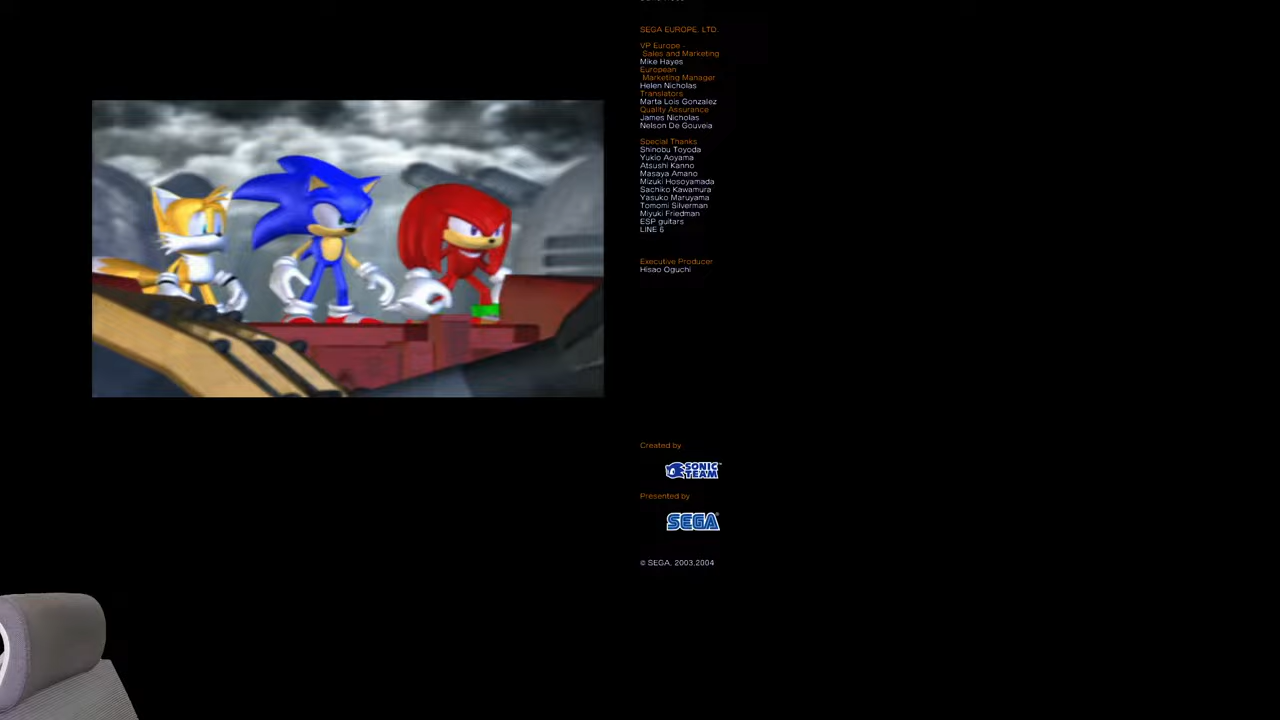 SEGA EUROPE, LTD.
VP Europe -
Sales and Marketing
Mike Hayes
European
Marketing Manager
Helen Nicholas
Translators
Marta Lois Gonzalez
Quality Assurance
James Nicholas
Nelson De Gouveia
Special Thanks
Shinobu Toyoda
Yukio Aoyama
Atsushi Kanno
Masaya Amano
Mizuki Hosoyamada
Sachiko Kawamura
Yasuko Maruyama
Tomomi Silverman
Miyuki Friedman
ESP guitars
LINE 6
Executive Producer
Hisao Oguchi
Created by
SONIC TEAM
Presented by
SEGA
© SEGA, 2003,2004